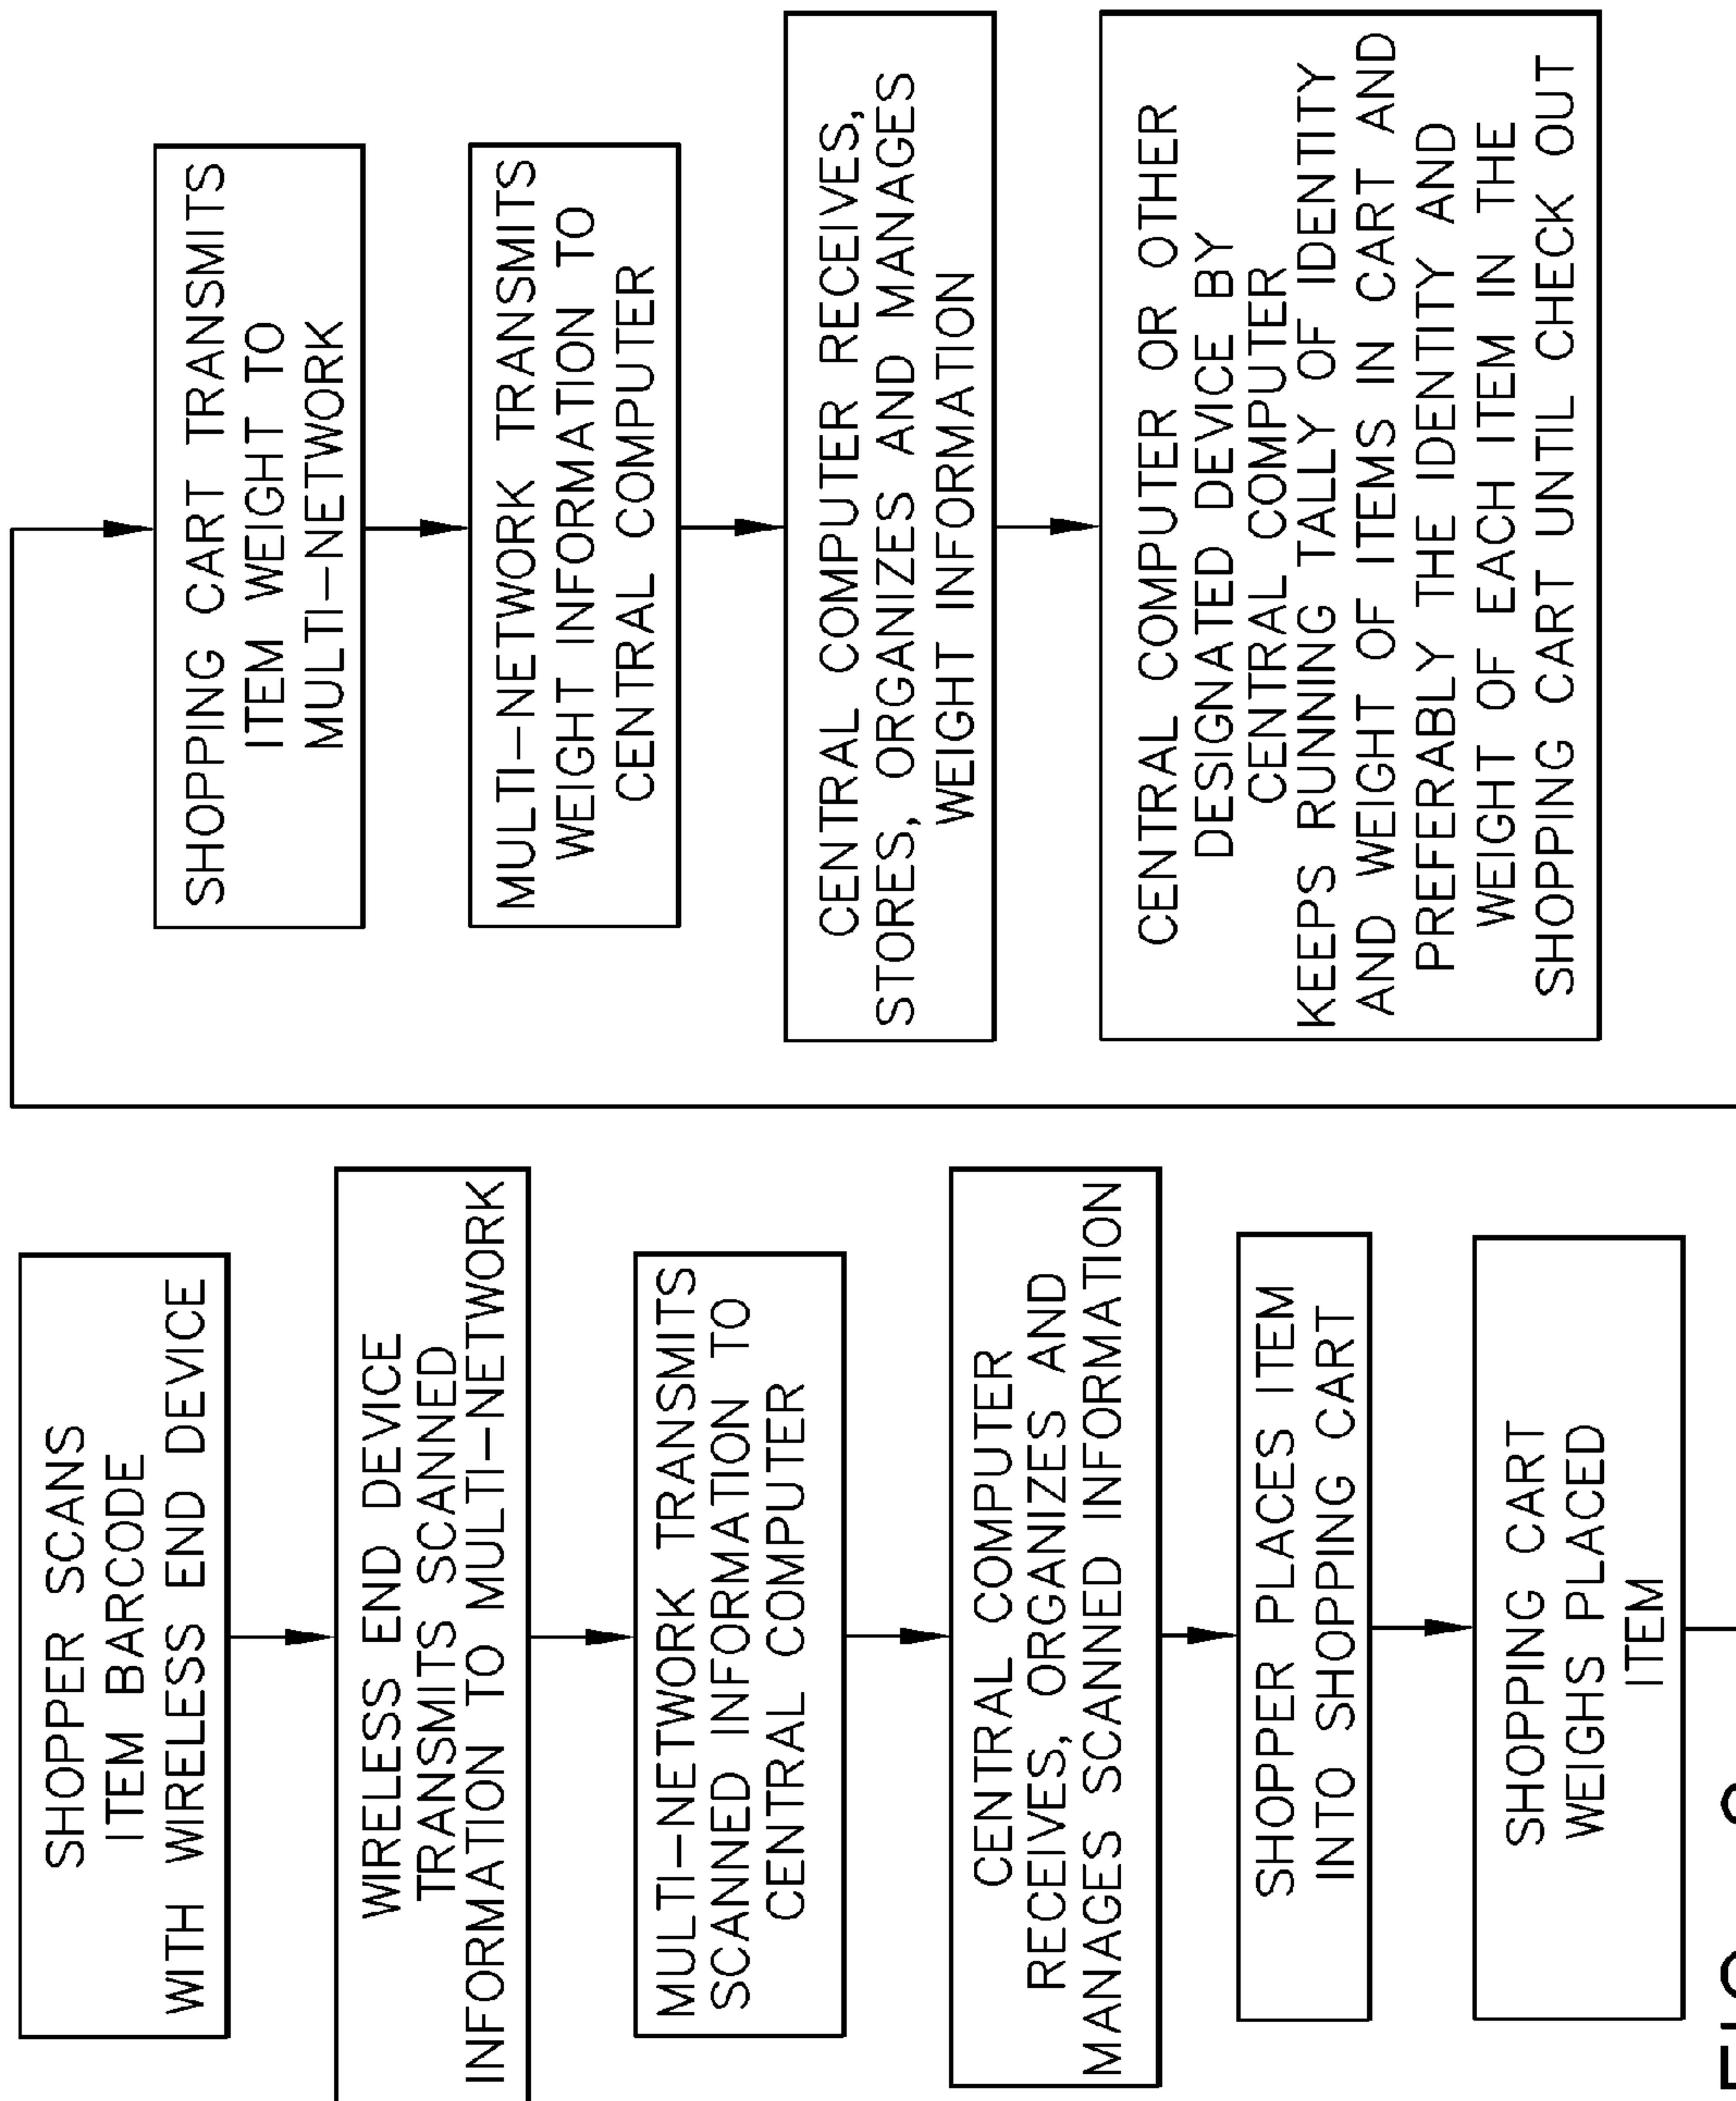 SHOPPER SCANS
ITEM BARCODE
WITH WIRELESS END DEVICE
WIRELESS END DEVICE
TRANSMITS SCANNED
INFORMATION TO MULTI-NETWORK
MULTI-NETWORK TRANSMITS
SCANNED INFORMATION TO
CENTRAL COMPUTER
CENTRAL COMPUTER
RECEIVES, ORGANIZES AND
MANAGES SCANNED INFORMATION
SHOPPER PLACES ITEM
INTO SHOPPING CART
SHOPPING CART
WEIGHS PLACED
ITEM
SHOPPING CART TRANSMITS
ITEM WEIGHT TO
MULTI-NETWORK
MULTI-NETWORK TRANSMITS
WEIGHT INFORMATION TO
CENTRAL COMPUTER
CENTRAL COMPUTER RECEIVES,
STORES, ORGANIZES AND MANAGES
WEIGHT INFORMATION
CENTRAL COMPUTER OR OTHER
DESIGNATED DEVICE BY
CENTRAL COMPUTER
KEEPS RUNNING TALLY OF IDENTITY
AND WEIGHT OF ITEMS IN CART AND
PREFERABLY THE IDENTITY AND
WEIGHT OF EACH ITEM IN THE
SHOPPING CART UNTIL CHECK OUT